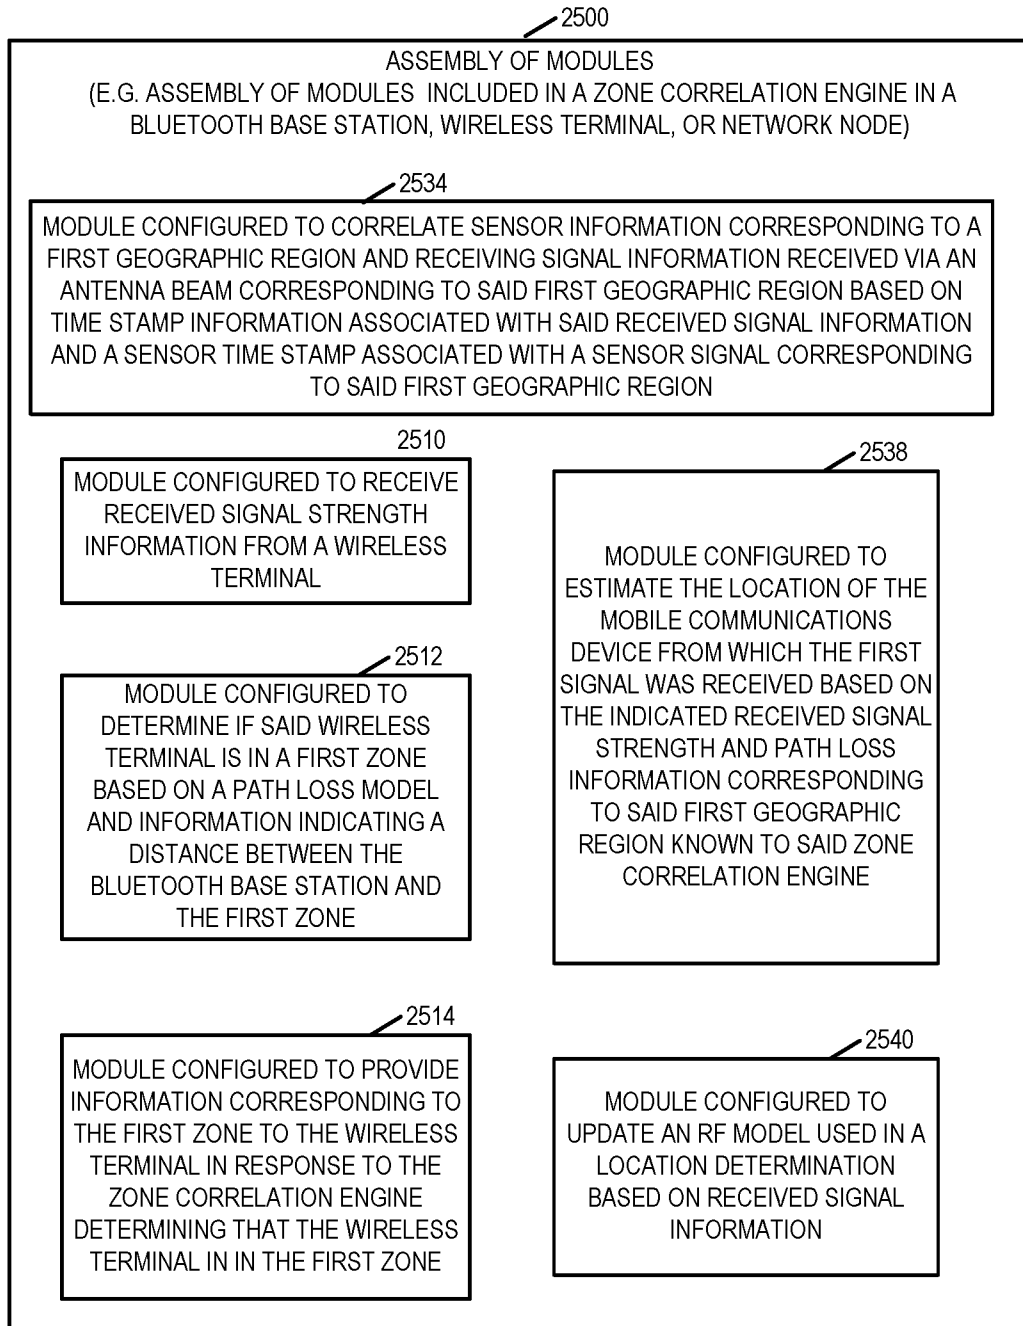 2500
ASSEMBLY OF MODULES
(E.G. ASSEMBLY OF MODULES INCLUDED IN A ZONE CORRELATION ENGINE IN A
BLUETOOTH BASE STATION, WIRELESS TERMINAL, OR NETWORK NODE)
2534
MODULE CONFIGURED TO CORRELATE SENSOR INFORMATION CORRESPONDING TO A
FIRST GEOGRAPHIC REGION AND RECEIVING SIGNAL INFORMATION RECEIVED VIA AN
ANTENNA BEAM CORRESPONDING TO SAID FIRST GEOGRAPHIC REGION BASED ON
TIME STAMP INFORMATION ASSOCIATED WITH SAID RECEIVED SIGNAL INFORMATION
AND A SENSOR TIME STAMP ASSOCIATED WITH A SENSOR SIGNAL CORRESPONDING
TO SAID FIRST GEOGRAPHIC REGION
2510
MODULE CONFIGURED TO RECEIVE
RECEIVED SIGNAL STRENGTH
INFORMATION FROM A WIRELESS
TERMINAL
2512
MODULE CONFIGURED TO
DETERMINE IF SAID WIRELESS
TERMINAL IS IN A FIRST ZONE
BASED ON A PATH LOSS MODEL
AND INFORMATION INDICATING A
DISTANCE BETWEEN THE
BLUETOOTH BASE STATION AND
THE FIRST ZONE
2514
MODULE CONFIGURED TO PROVIDE
INFORMATION CORRESPONDING TO
THE FIRST ZONE TO THE WIRELESS
TERMINAL IN RESPONSE TO THE
ZONE CORRELATION ENGINE
DETERMINING THAT THE WIRELESS
TERMINAL IN IN THE FIRST ZONE
2538
MODULE CONFIGURED TO
ESTIMATE THE LOCATION OF THE
MOBILE COMMUNICATIONS
DEVICE FROM WHICH THE FIRST
SIGNAL WAS RECEIVED BASED ON
THE INDICATED RECEIVED SIGNAL
STRENGTH AND PATH LOSS
INFORMATION CORRESPONDING
TO SAID FIRST GEOGRAPHIC
REGION KNOWN TO SAID ZONE
CORRELATION ENGINE
2540
MODULE CONFIGURED TO
UPDATE AN RF MODEL USED IN A
LOCATION DETERMINATION
BASED ON RECEIVED SIGNAL
INFORMATION